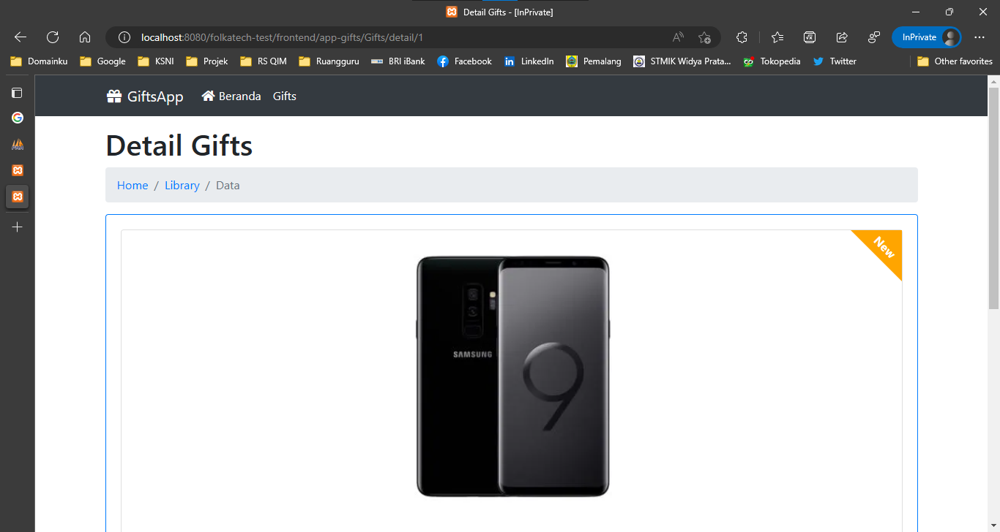 Detail Gifts - [InPrivate]
localhost:8080/folkatech-test/frontend/app-gifts/Gifts/detail/1
InPrivate
Domainku Google KSNI Projek RS QIM Ruangguru BRI iBank Facebook LinkedIn Pemalang STMIK Widya Prata... Tokopedia Twitter Other favorites
GiftsApp Beranda Gifts
Detail Gifts
Home / Library / Data
New
SAMSUNG
9